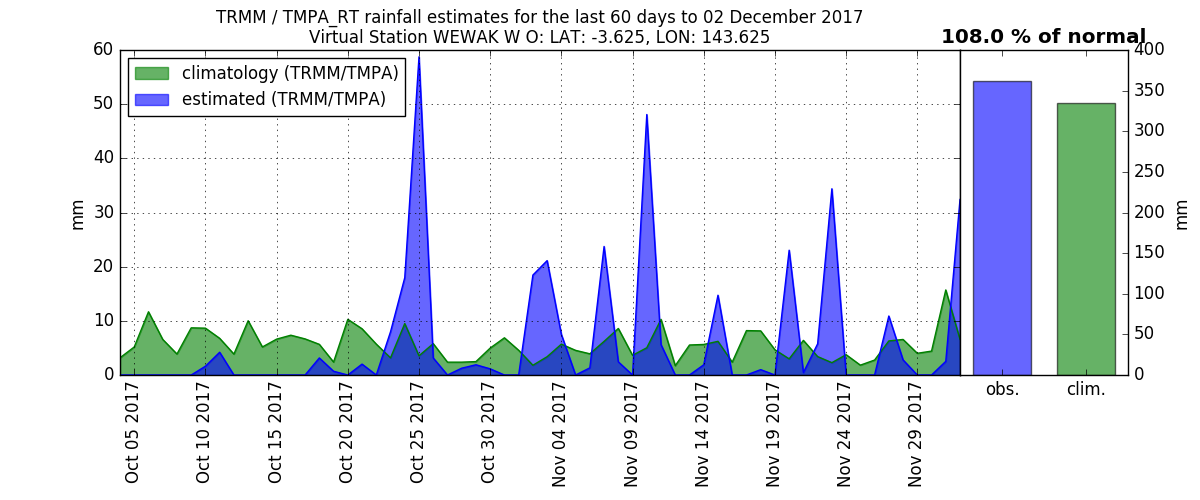 TRMM / TMPA_RT rainfall estimates for the last 60 days to 02 December 2017
Virtual Station WEWAK W O: LAT: -3.625, LON: 143.625
108.0 % of normal
climatology (TRMM/TMPA)
estimated (TRMM/TMPA)
60
50
40
30
20
10
0
mm
Oct 05 2017
Oct 10 2017
Oct 15 2017
Oct 20 2017
Oct 25 2017
Oct 30 2017
Nov 04 2017
Nov 09 2017
Nov 14 2017
Nov 19 2017
Nov 24 2017
Nov 29 2017
obs.
clim.
400
350
300
250
200
150
100
50
0
mm